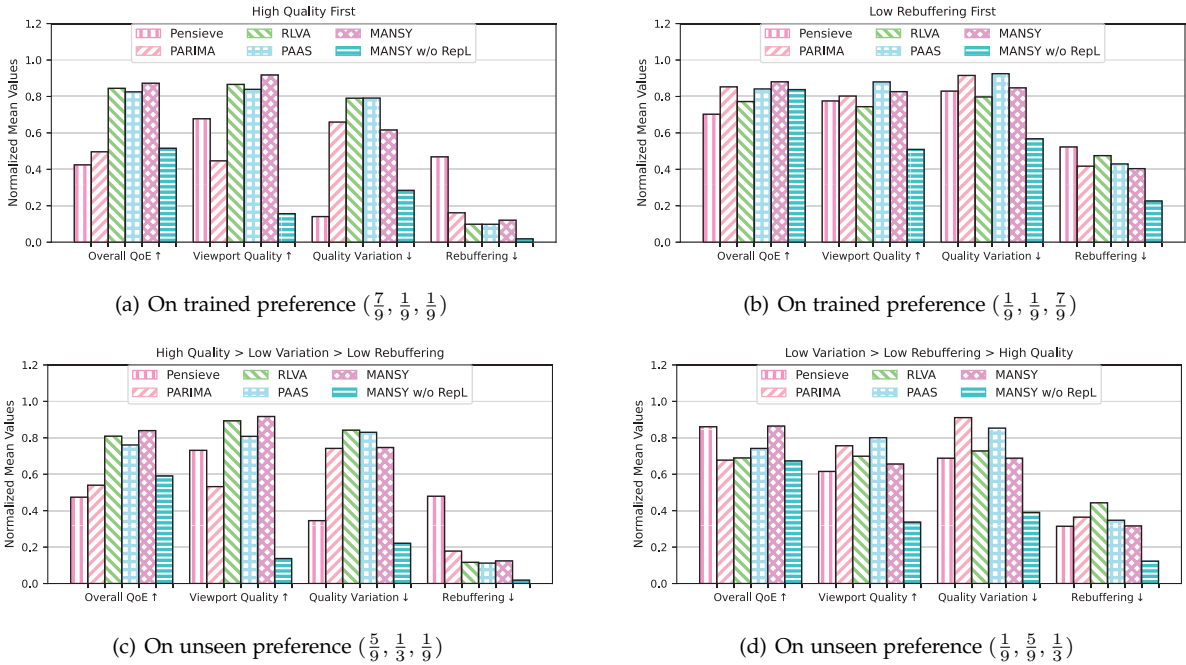 High Quality First
Normalized Mean Values
1.2
1.0
0.8
0.6
0.4
0.2
0.0
Pensieve RLVA MANSY
PARIMA PAAS MANSY w/o RepL
Overall QoE ↑ Viewport Quality ↑ Quality Variation ↓ Rebuffering ↓
(a) On trained preference (7/9, 1/9, 1/9)
Low Rebuffering First
Normalized Mean Values
1.2
1.0
0.8
0.6
0.4
0.2
0.0
Pensieve RLVA MANSY
PARIMA PAAS MANSY w/o RepL
Overall QoE ↑ Viewport Quality ↑ Quality Variation ↓ Rebuffering ↓
(b) On trained preference (1/9, 1/9, 7/9)
High Quality > Low Variation > Low Rebuffering
Normalized Mean Values
1.2
1.0
0.8
0.6
0.4
0.2
0.0
Pensieve RLVA MANSY
PARIMA PAAS MANSY w/o RepL
Overall QoE ↑ Viewport Quality ↑ Quality Variation ↓ Rebuffering ↓
(c) On unseen preference (5/9, 1/3, 1/9)
Low Variation > Low Rebuffering > High Quality
Normalized Mean Values
1.2
1.0
0.8
0.6
0.4
0.2
0.0
Pensieve RLVA MANSY
PARIMA PAAS MANSY w/o RepL
Overall QoE ↑ Viewport Quality ↑ Quality Variation ↓ Rebuffering ↓
(d) On unseen preference (1/9, 5/9, 1/3)